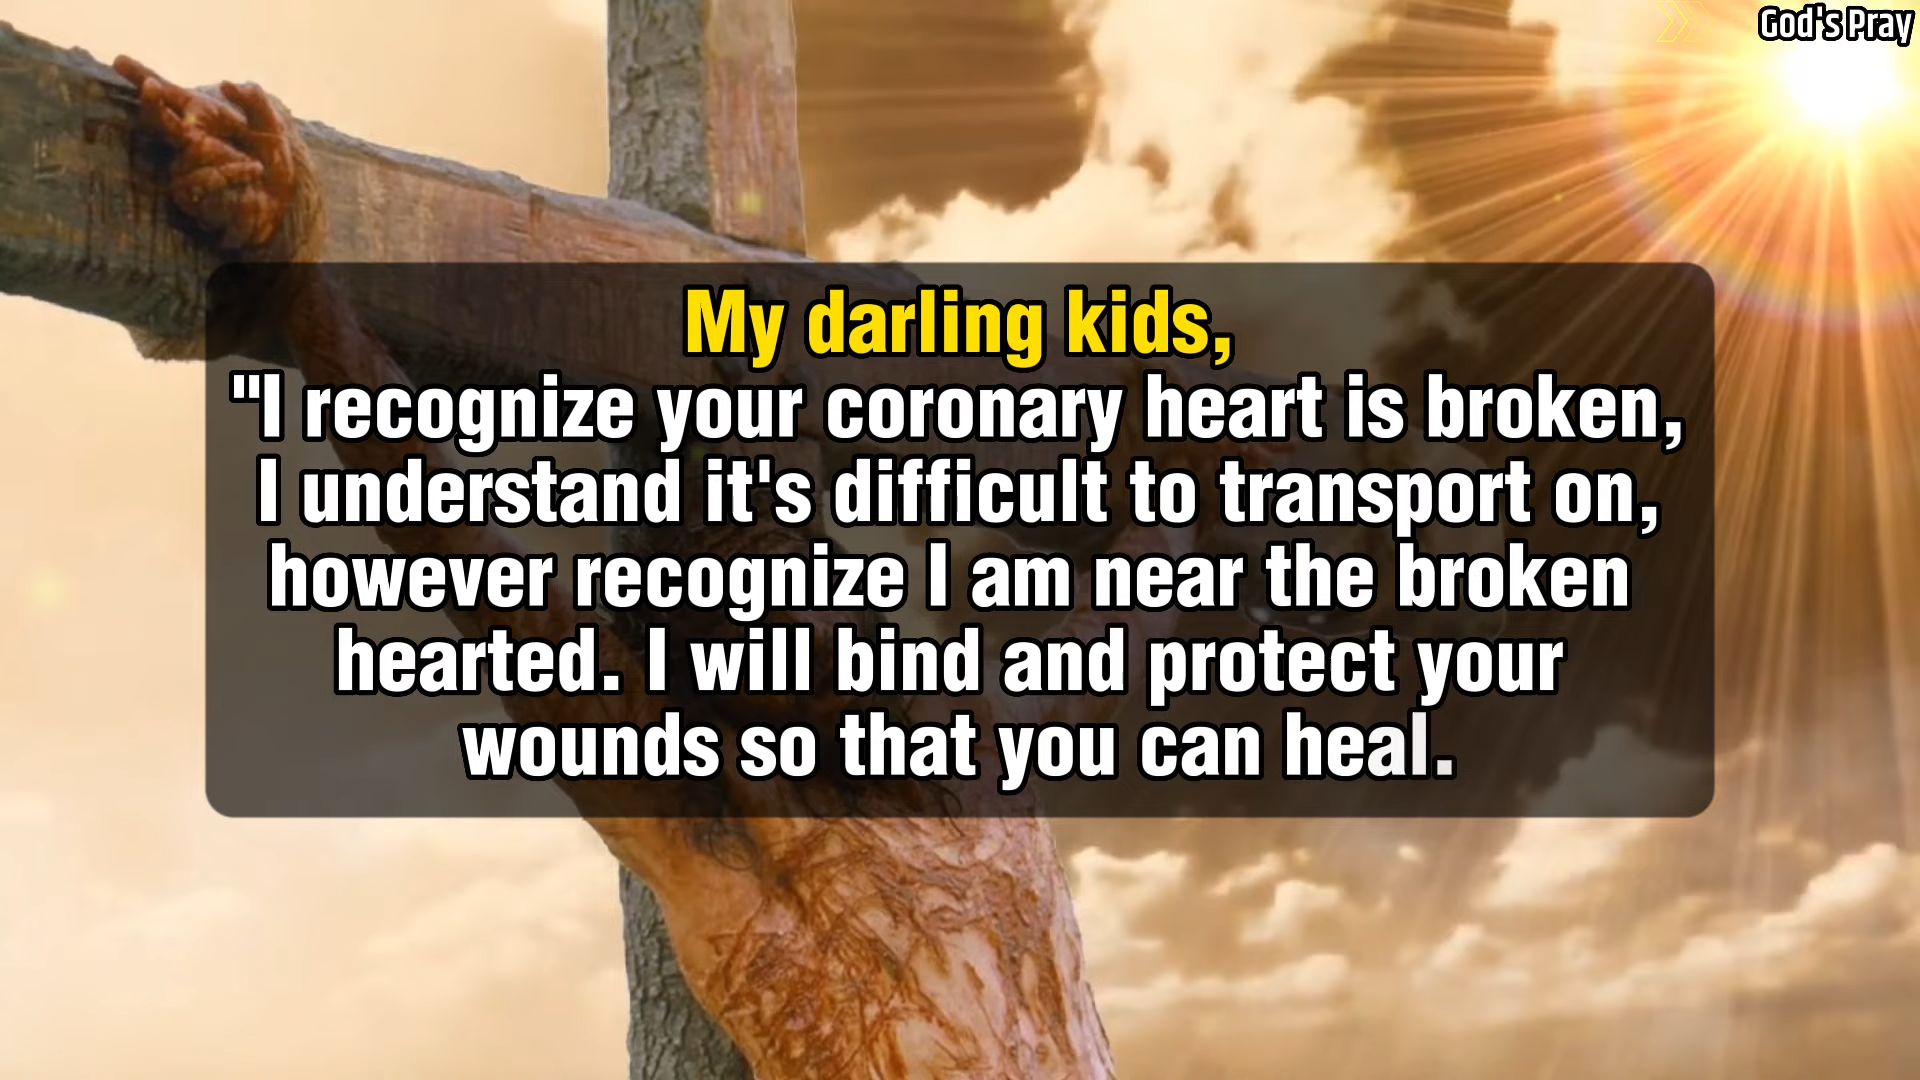 God's Pray
My darling kids,
"I recognize your coronary heart is broken,
I understand it's difficult to transport on,
however recognize I am near the broken
hearted. I will bind and protect your
wounds so that you can heal.